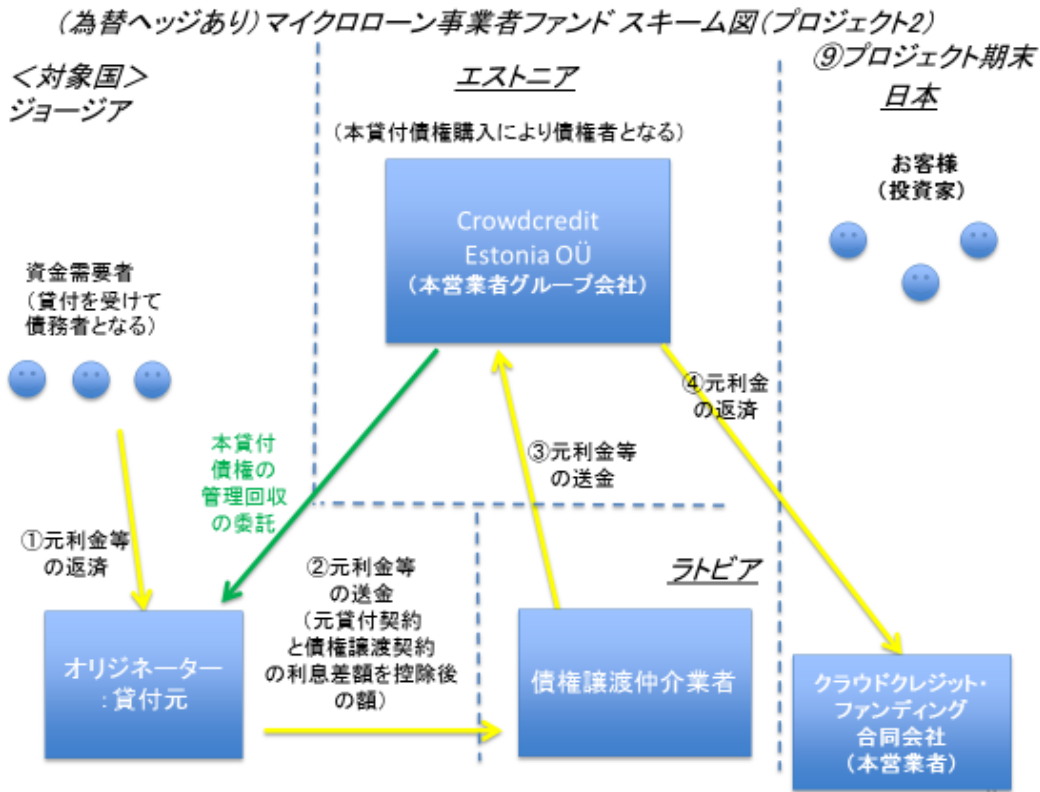 (為替ヘッジあり)マイクロローン事業者ファンド スキーム図(プロジェクト2)
<対象国>
ジョージア
エストニア
⑨プロジェクト期末
日本
(本貸付債権購入により債権者となる)
お客様
(投資家)
Crowdcredit
Estonia OÜ
(本営業者グループ会社)
資金需要者
(貸付を受けて
債務者となる)
④元利金
の返済
本貸付
債権の
管理回収
の委託
③元利金等
の送金
①元利金等
の返済
②元利金等
の送金
(元貸付契約
と債権譲渡契約
の利息差額を控除後
の額)
ラトビア
オリジネーター
:貸付元
債権譲渡仲介業者
クラウドクレジット・
ファンディング
合同会社
(本営業者)